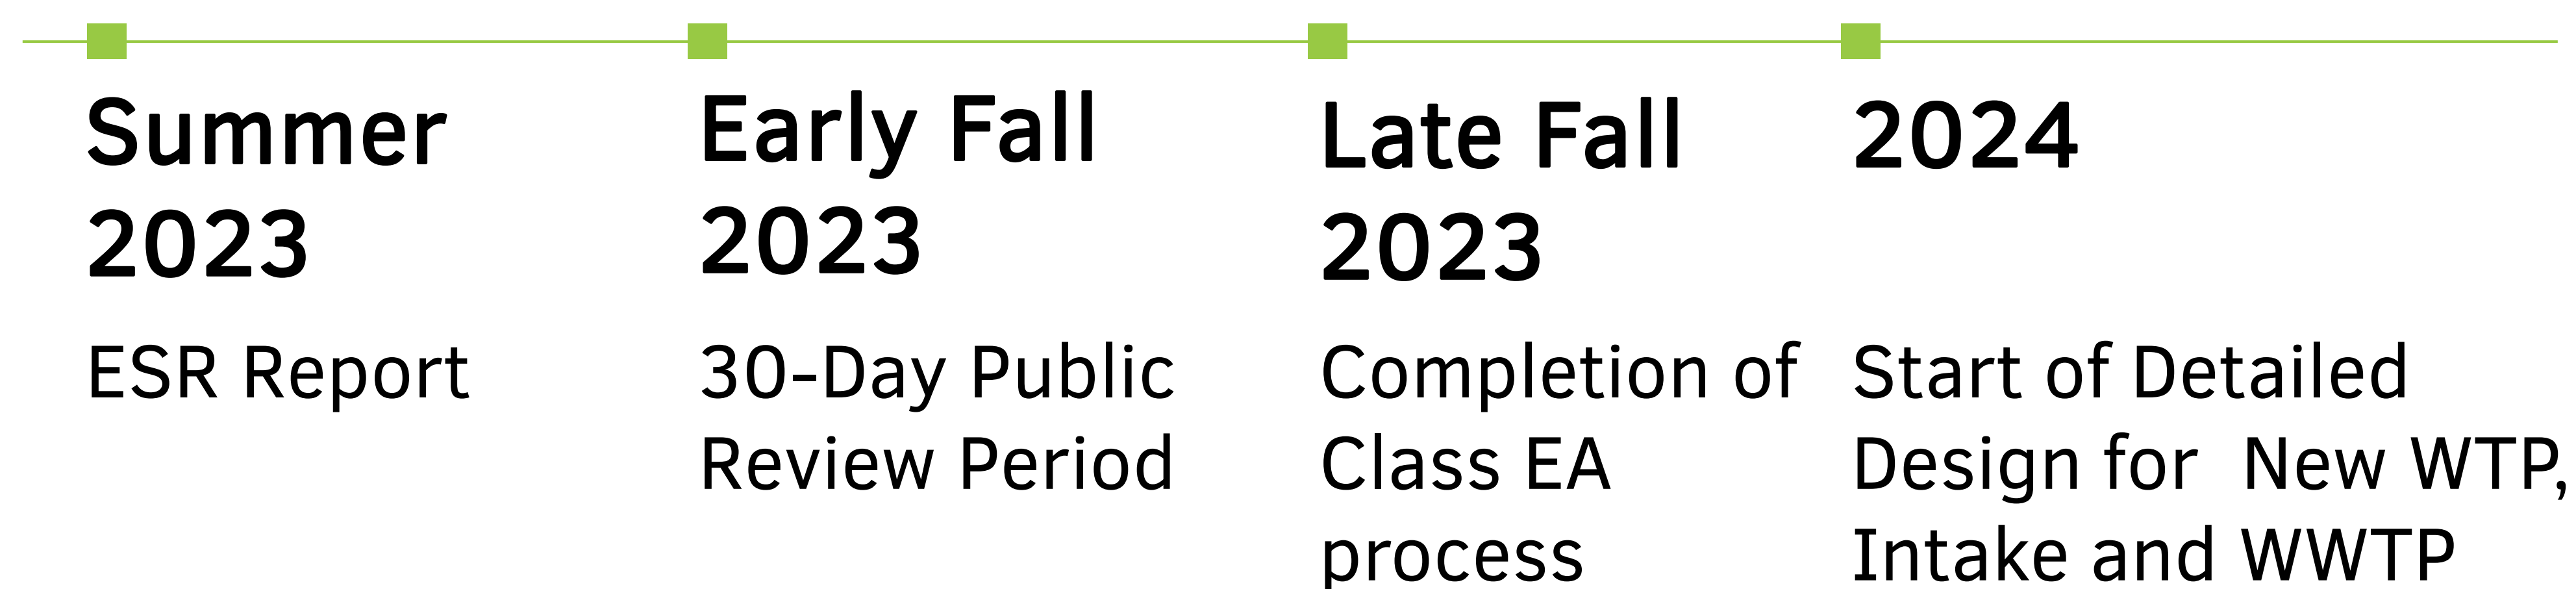 Summer
2023
ESR Report
Early Fall
2023
30-Day Public
Review Period
Late Fall
2023
Completion of
Class EA
process
2024
Start of Detailed
Design for  New WTP,
Intake and WWTP